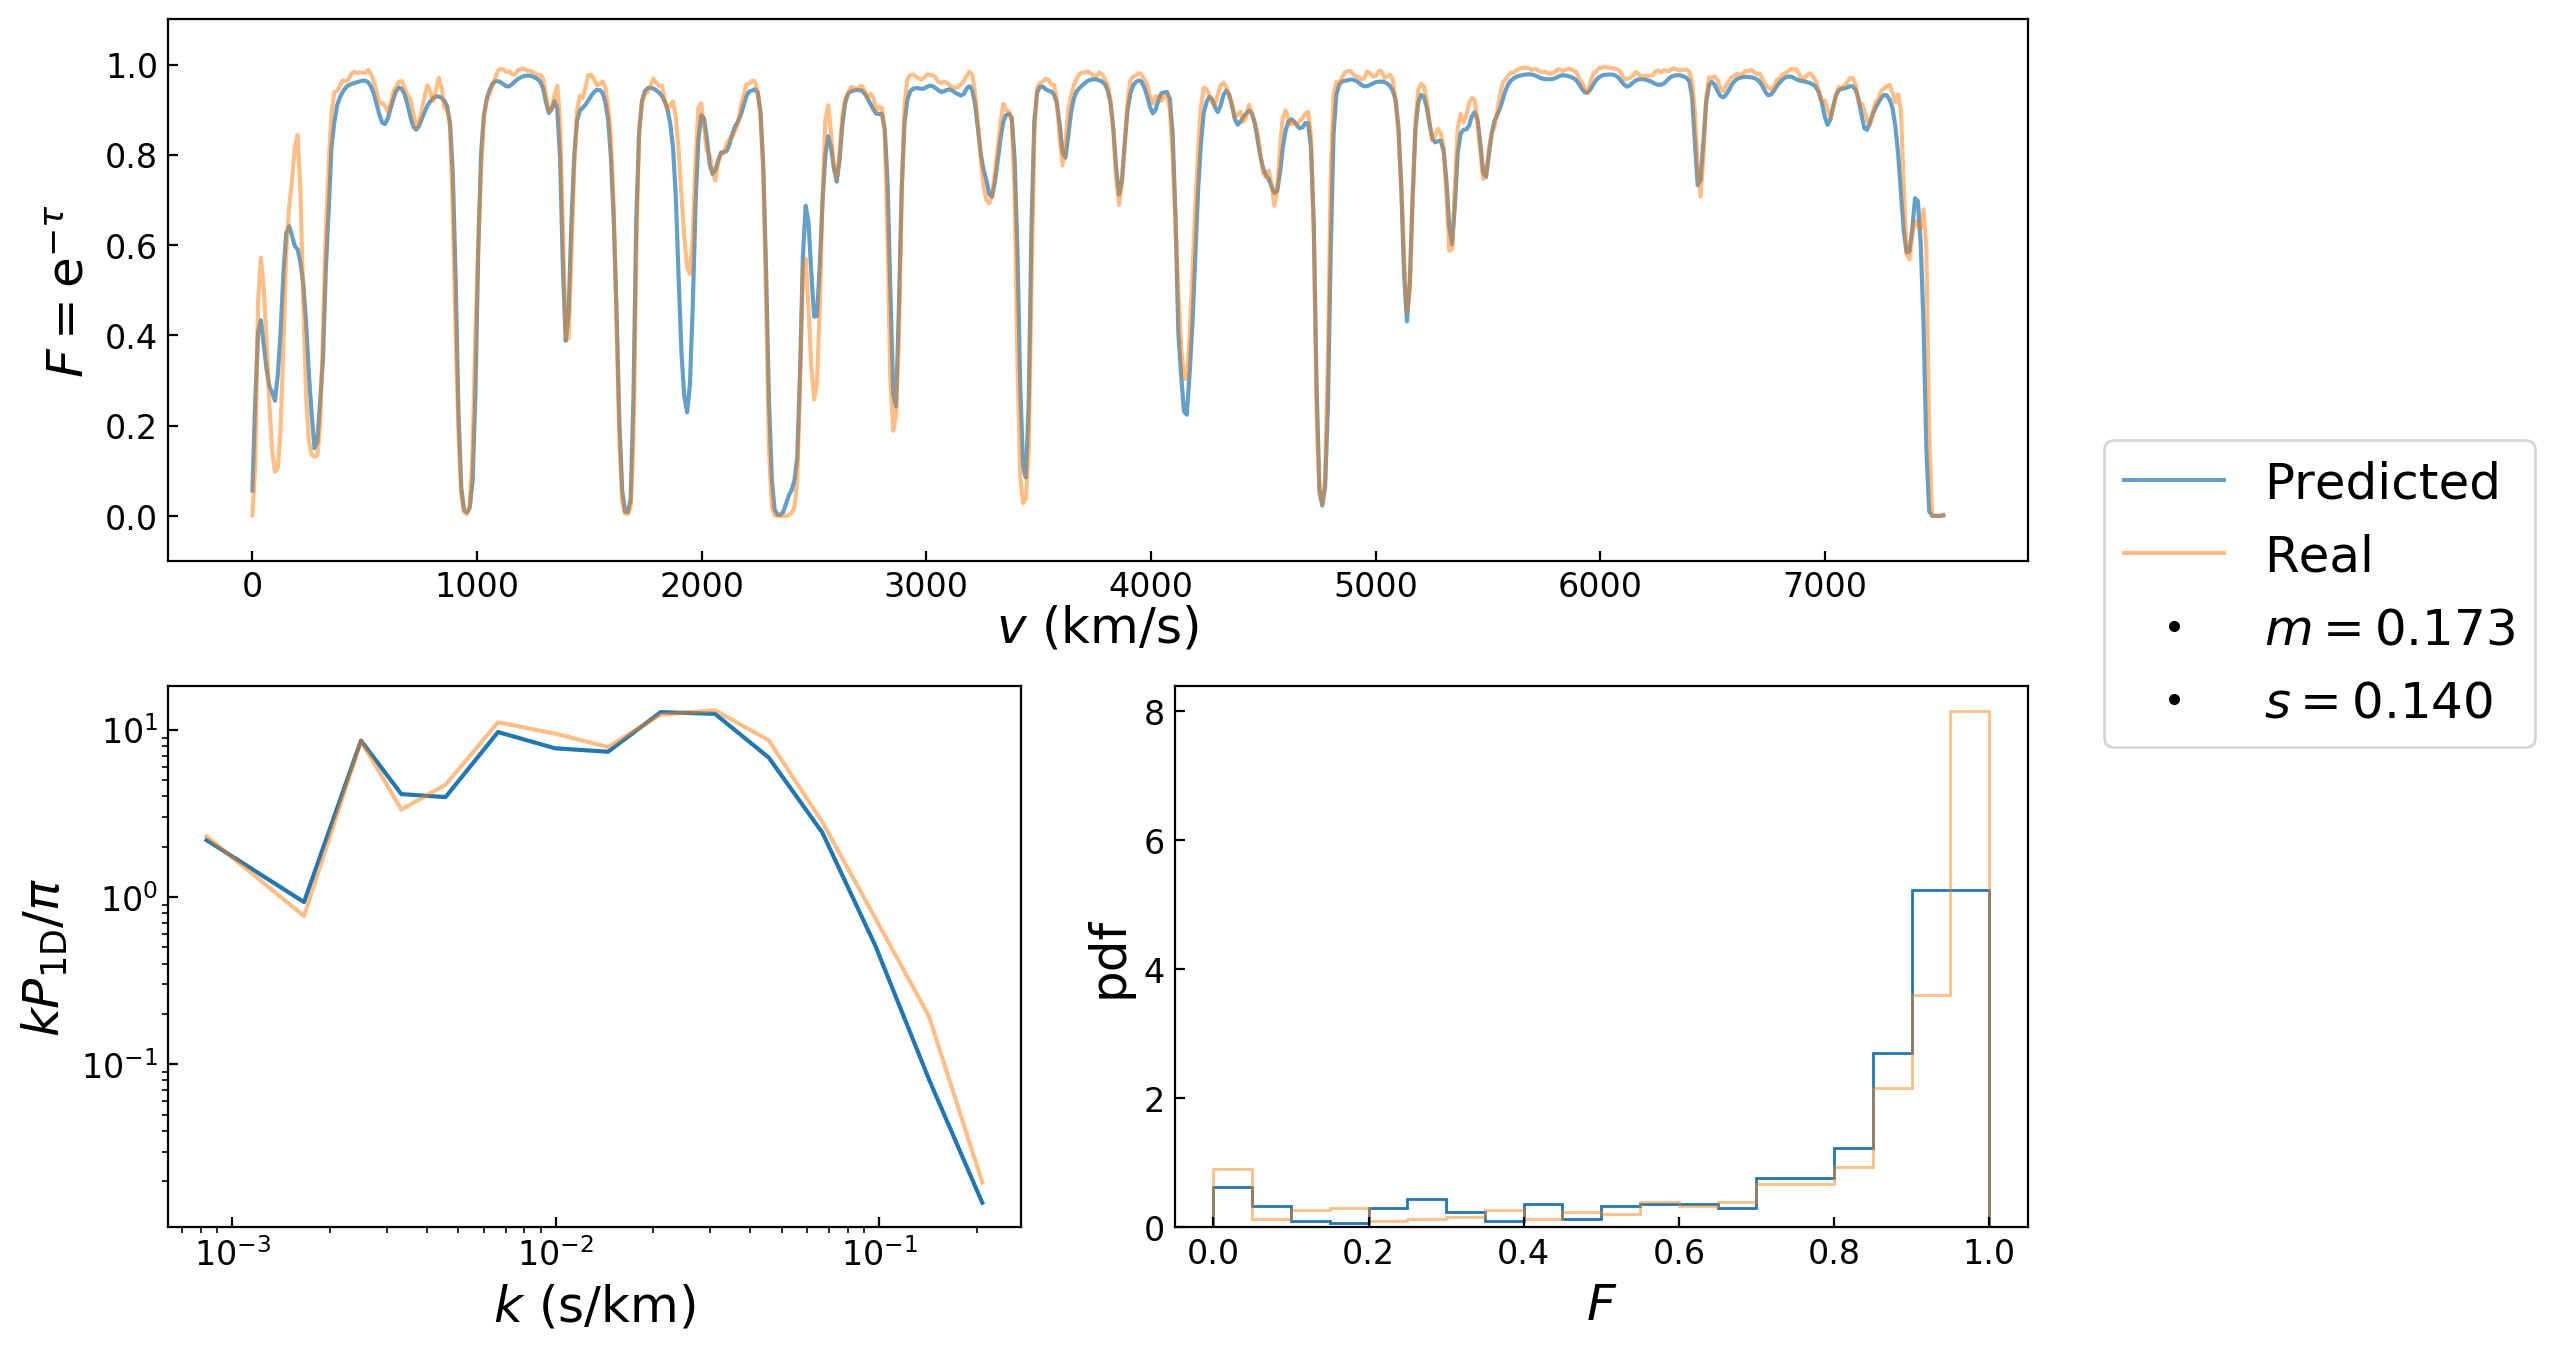 1.0
0.8
0.6
0.4
0.2
0.0
F = e^{−τ}
0 1000 2000 3000 4000 5000 6000 7000
v (km/s)
Predicted
Real
m = 0.173
s = 0.140
10^1
10^0
10^{−1}
kP_{1D}/π
10^{−3} 10^{−2} 10^{−1}
k (s/km)
8
6
4
2
0
pdf
0.0 0.2 0.4 0.6 0.8 1.0
F